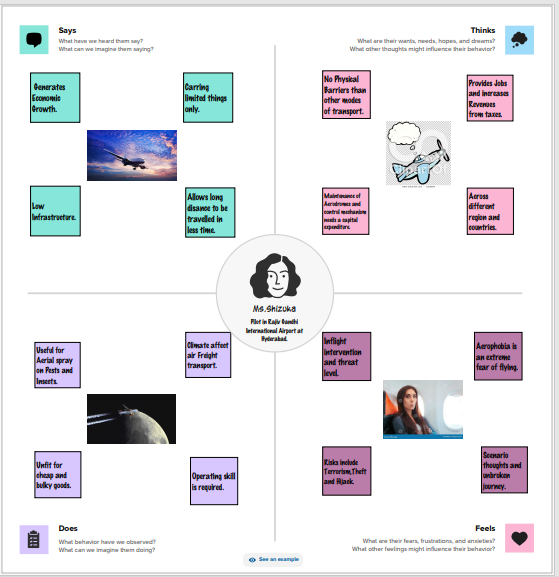 Says
What have we heard them say?
What can we imagine them saying?
Thinks
What are their wants, needs, hopes, and dreams?
What other thoughts might influence their behavior?
Generates
Economic
Growth.
Carring
limited things
only.
No Physical
Barriers than
other modes
of transport.
Provides Jobs
and increases
Revenues
from taxes.
Low
Infrastructure.
Allows long
disance to be
travelled in
less time.
Maintenance of
Aerodromes and
control mechanism
needs a capital
expenditure.
Across
different
region and
countries.
Ms.Shizuka
Pilot in Rajiv Gandhi
International Airport at
Hyderabad.
Useful for
Aerial spray
on Pests and
Insects.
Climate affect
air Freight
transport.
Inflight
intervention
and threat
level.
Aerophobia is
an extreme
fear of flying.
Unfit for
cheap and
bulky goods.
Operating skill
is required.
Risks include
Terrorism,Theft
and Hijack.
Scenario
thoughts and
unbroken
journey.
Does
What behavior have we observed?
What can we imagine them doing?
Feels
What are their fears, frustrations, and anxieties?
What other feelings might influence their behavior?
See an example